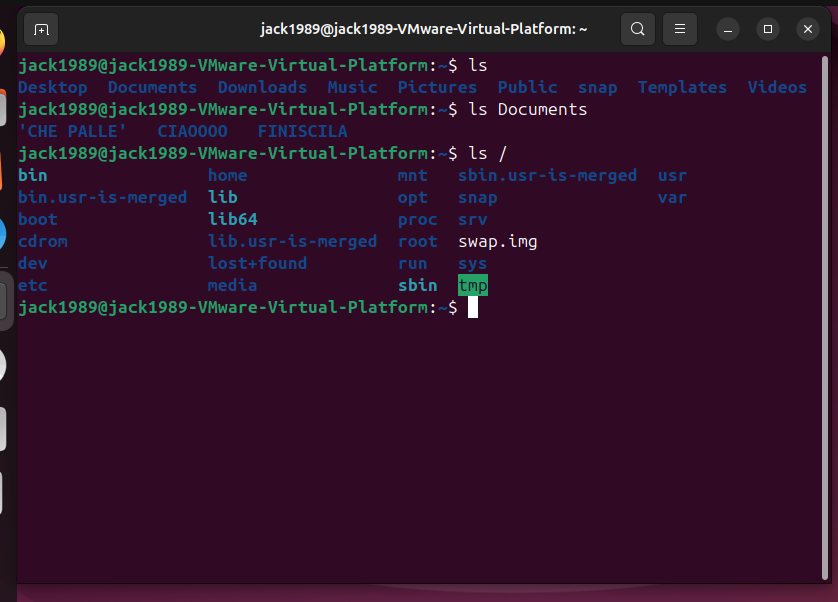 jack1989@jack1989-VMware-Virtual-Platform: ~
jack1989@jack1989-VMware-Virtual-Platform:~$ ls
Desktop  Documents  Downloads  Music  Pictures  Public  snap  Templates  Videos
jack1989@jack1989-VMware-Virtual-Platform:~$ ls Documents
'CHE PALLE'   CIAOOOO   FINISCILA
jack1989@jack1989-VMware-Virtual-Platform:~$ ls /
bin                home               mnt   sbin.usr-is-merged  usr
bin.usr-is-merged  lib                opt   snap                var
boot               lib64              proc  srv
cdrom              lib.usr-is-merged  root  swap.img
dev                lost+found         run   sys
etc                media              sbin  tmp
jack1989@jack1989-VMware-Virtual-Platform:~$